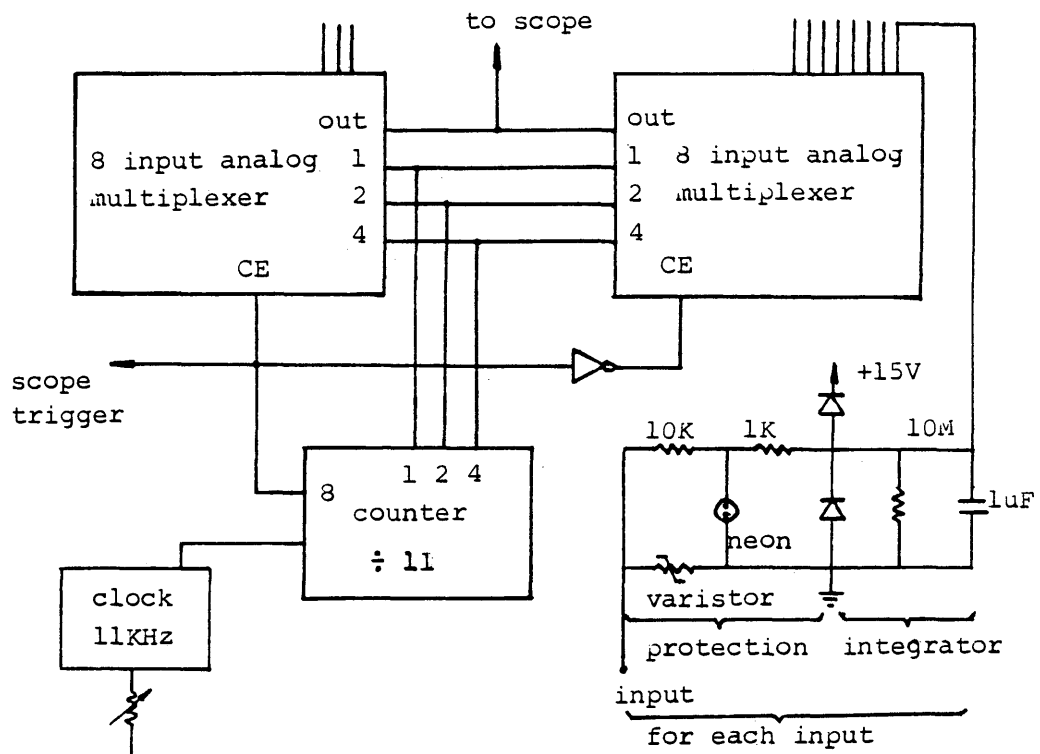 to scope
out
8 input analog
multiplexer
1
2
4
CE
out
1
2
4
8 input analog
multiplexer
CE
scope
trigger
+15V
10K
1K
10M
1uF
neon
varistor
protection
integrator
input
for each input
1 2 4
8
counter
÷ 11
clock
11KHz